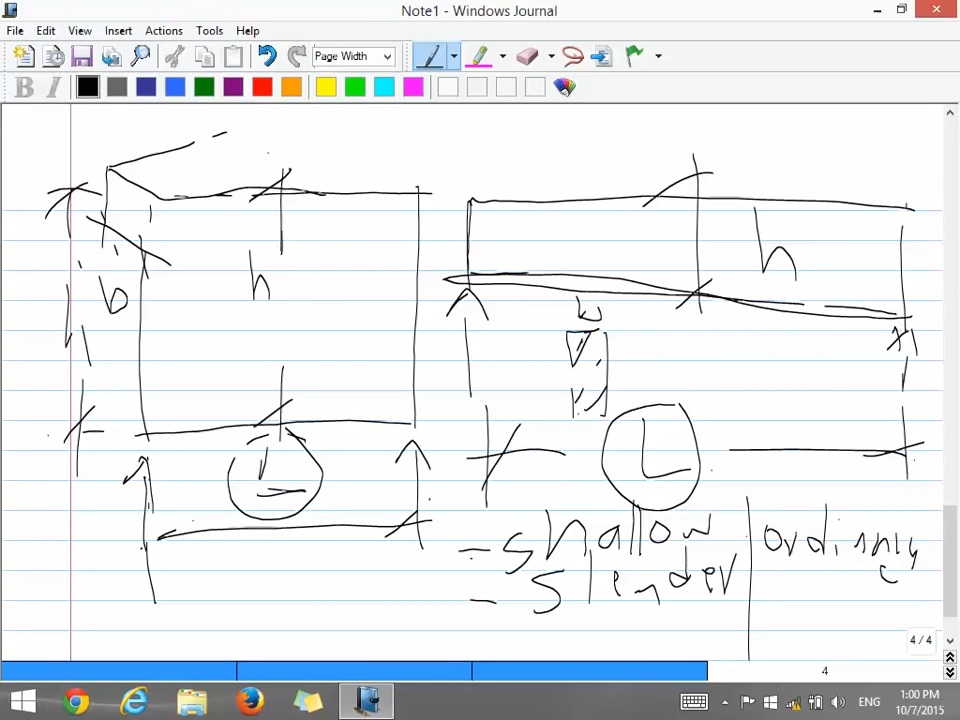 Note1 - Windows Journal
File Edit View Insert Actions Tools Help
Page Width
B I
b h
h
h
b
L
L
= shallow | ordinary
= slender
4/4
4
ENG
1:00 PM
10/7/2015